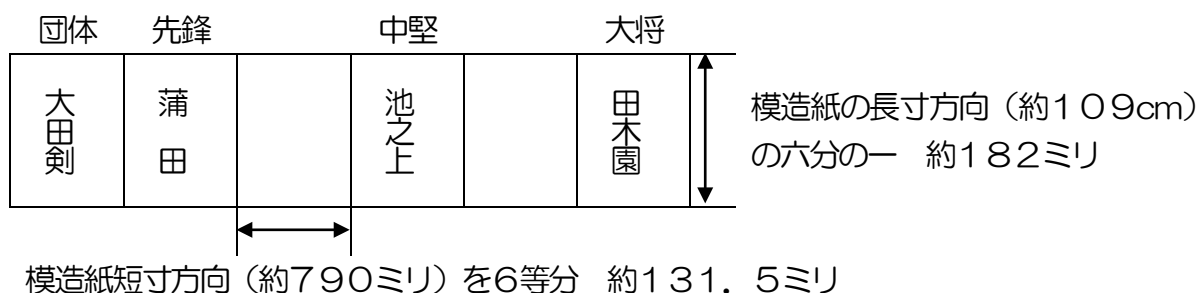 団体 先鋒 中堅 大将
大田剣
蒲田
池之上
田木園
模造紙の長寸方向（約１０９cm）
の六分の一 約１８２ミリ
模造紙短寸方向（約７９０ミリ）を６等分 約１３１．５ミリ